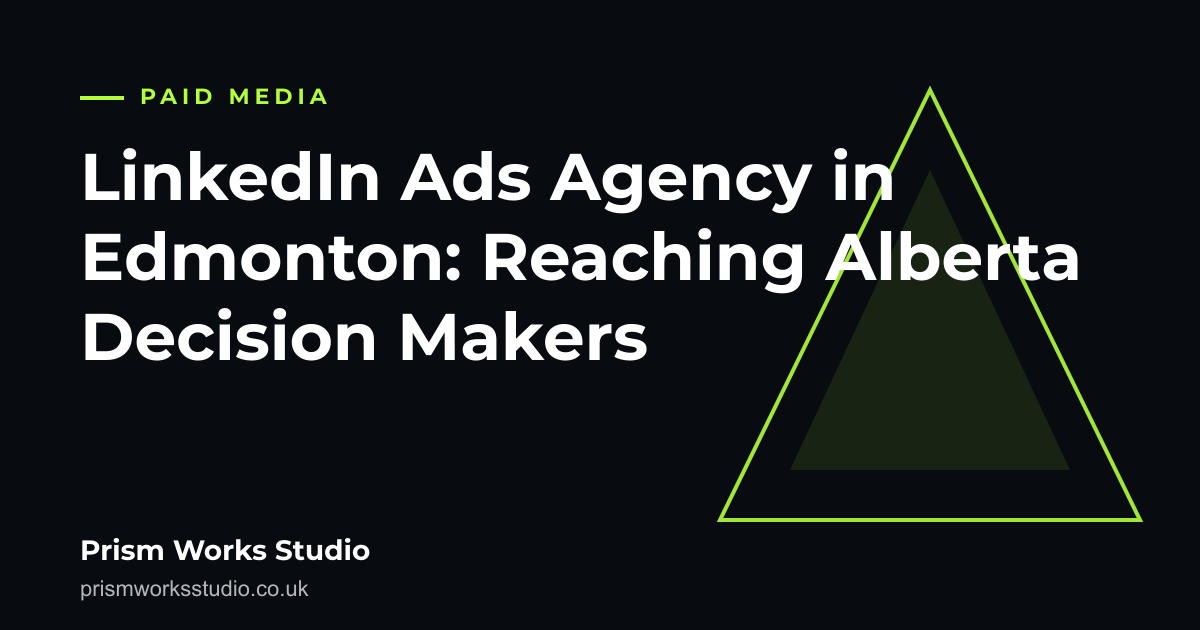 PAID MEDIA
LinkedIn Ads Agency in
Edmonton: Reaching Alberta
Decision Makers
Prism Works Studio
prismworksstudio.co.uk